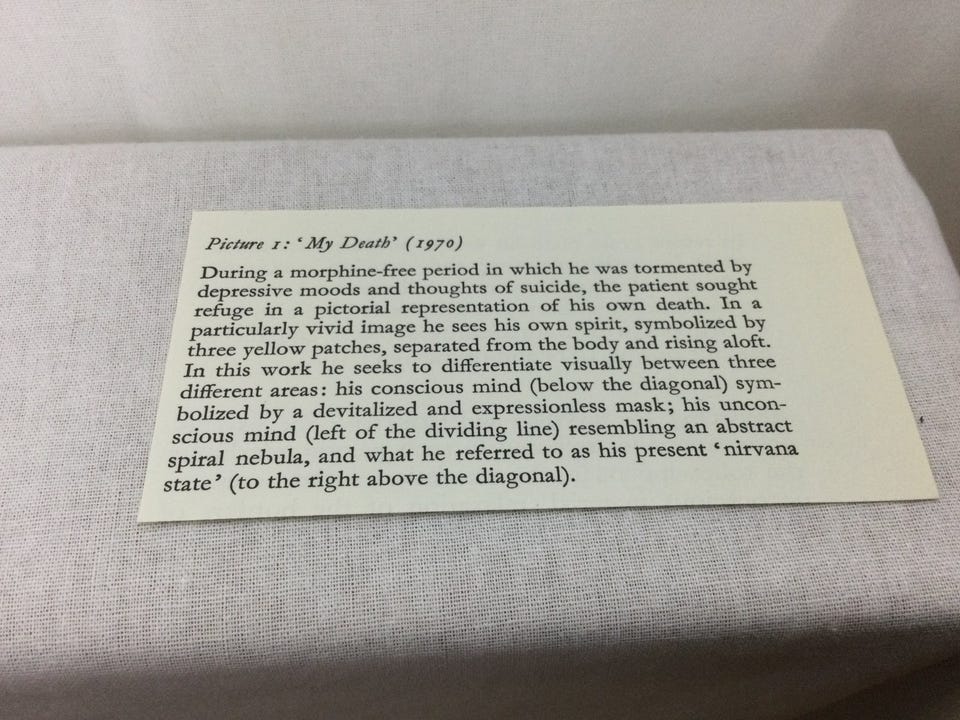 Picture 1: ‘My Death’ (1970)
During a morphine-free period in which he was tormented by
depressive moods and thoughts of suicide, the patient sought
refuge in a pictorial representation of his own death. In a
particularly vivid image he sees his own spirit, symbolized by
three yellow patches, separated from the body and rising aloft.
In this work he seeks to differentiate visually between three
different areas: his conscious mind (below the diagonal) sym-
bolized by a devitalized and expressionless mask; his uncon-
scious mind (left of the dividing line) resembling an abstract
spiral nebula, and what he referred to as his present ‘nirvana
state’ (to the right above the diagonal).